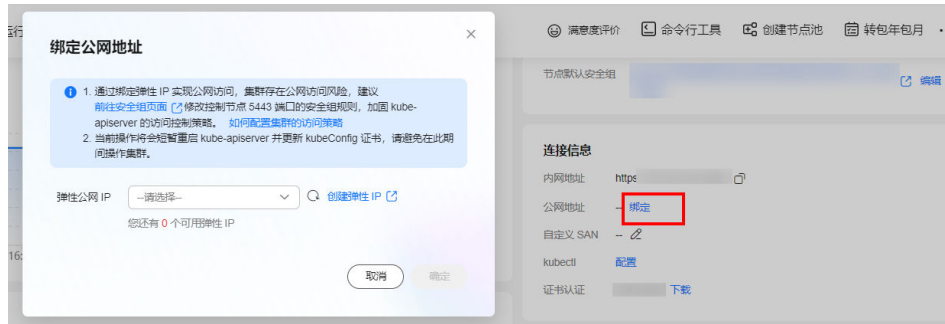 运行
绑定公网地址
满意度评价 命令行工具 创建节点池 转包年包月
1. 通过绑定弹性 IP 实现公网访问，集群存在公网访问风险，建议
前往安全组页面 修改控制节点 5443 端口的安全组规则，加固 kube-
apiserver 的访问控制策略。 如何配置集群的访问策略
2. 当前操作将会短暂重启 kube-apiserver 并更新 kubeConfig 证书，请避免在此期
间操作集群。
弹性公网 IP --请选择-- 创建弹性 IP
您还有 0 个可用弹性 IP
16:
取消 确定
节点默认安全组 编辑
连接信息
内网地址 https
公网地址 -- 绑定
自定义 SAN --
kubectl 配置
证书认证 下载